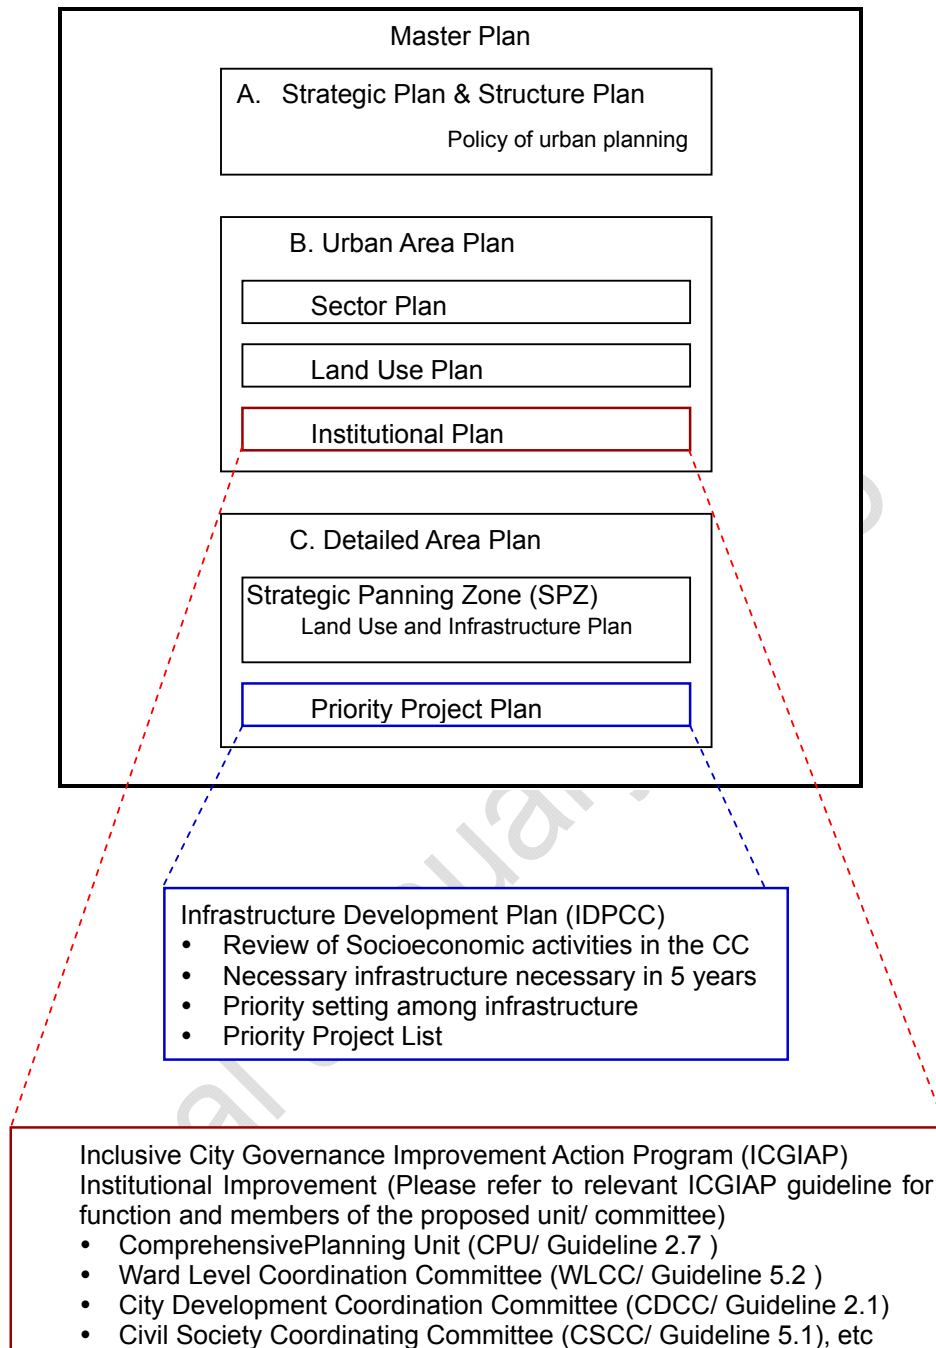 Master Plan
A. Strategic Plan & Structure Plan
Policy of urban planning
B. Urban Area Plan
Sector Plan
Land Use Plan
Institutional Plan
C. Detailed Area Plan
Strategic Panning Zone (SPZ)
Land Use and Infrastructure Plan
Priority Project Plan
Infrastructure Development Plan (IDPCC)
• Review of Socioeconomic activities in the CC
• Necessary infrastructure necessary in 5 years
• Priority setting among infrastructure
• Priority Project List
Inclusive City Governance Improvement Action Program (ICGIAP)
Institutional Improvement (Please refer to relevant ICGIAP guideline for
function and members of the proposed unit/ committee)
• ComprehensivePlanning Unit (CPU/ Guideline 2.7 )
• Ward Level Coordination Committee (WLCC/ Guideline 5.2 )
• City Development Coordination Committee (CDCC/ Guideline 2.1)
• Civil Society Coordinating Committee (CSCC/ Guideline 5.1), etc